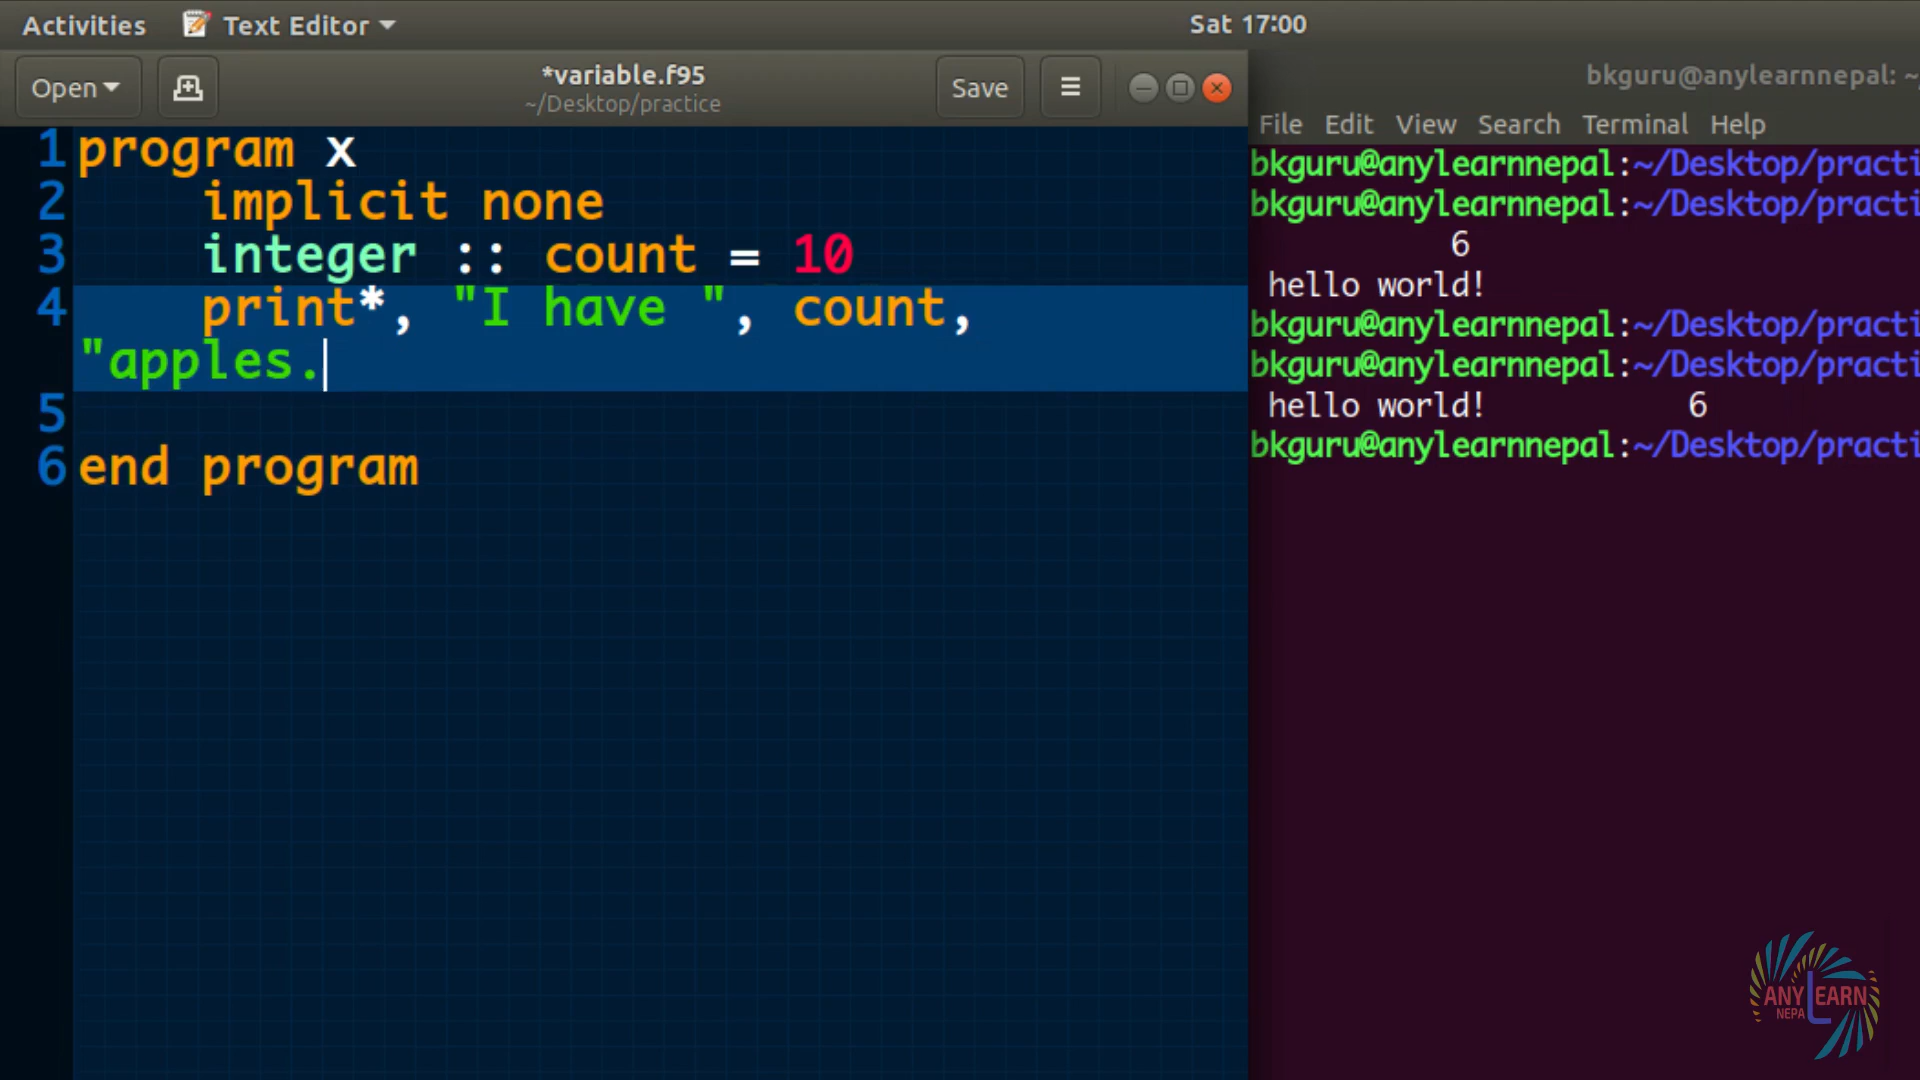 Activities Text Editor Sat 17:00
Open *variable.f95 Save
~/Desktop/practice
1 program x
2 implicit none
3 integer :: count = 10
4 print*, "I have ", count,
"apples.
5
6 end program
bkguru@anylearnnepal: ~
File Edit View Search Terminal Help
bkguru@anylearnnepal:~/Desktop/practi
bkguru@anylearnnepal:~/Desktop/practi
6
hello world!
bkguru@anylearnnepal:~/Desktop/practi
bkguru@anylearnnepal:~/Desktop/practi
hello world! 6
bkguru@anylearnnepal:~/Desktop/practi
ANY LEARN
NEPAL